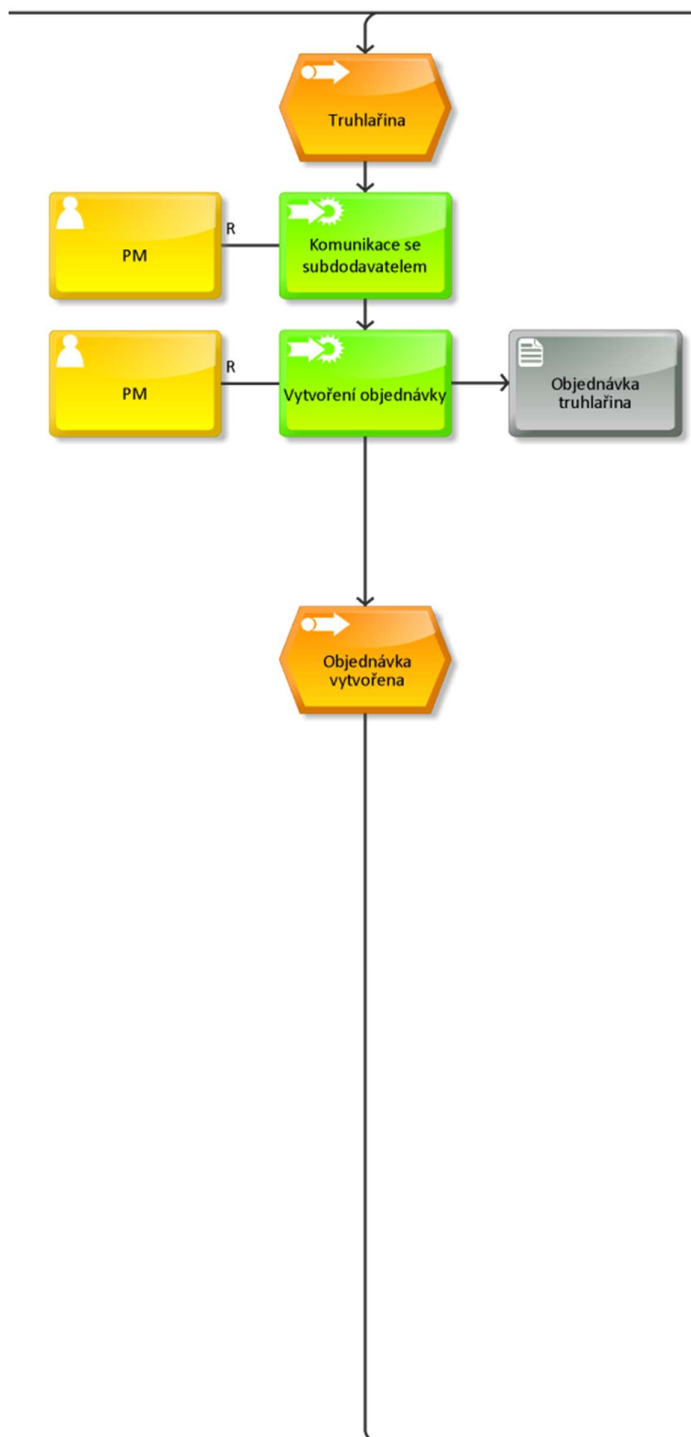 Truhlařina
PM
R
Komunikace se
subdodavatelem
PM
R
Vytvoření objednávky
Objednávka
truhlařina
Objednávka
vytvořena